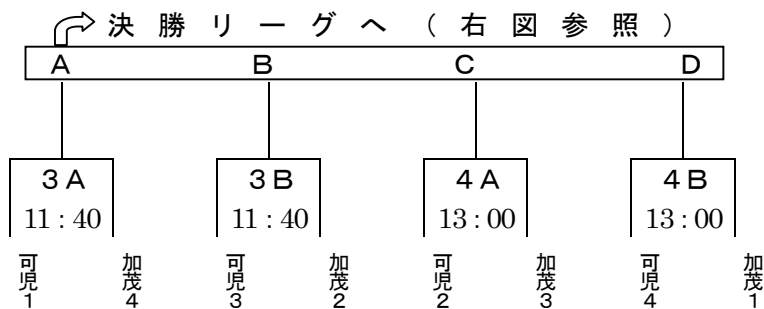 決勝リーグへ（右図参照）
A B C D
3A 3B 4A 4B
11:40 11:40 13:00 13:00
可児1 加茂4 可児3 加茂2 可児2 加茂3 可児4 加茂1